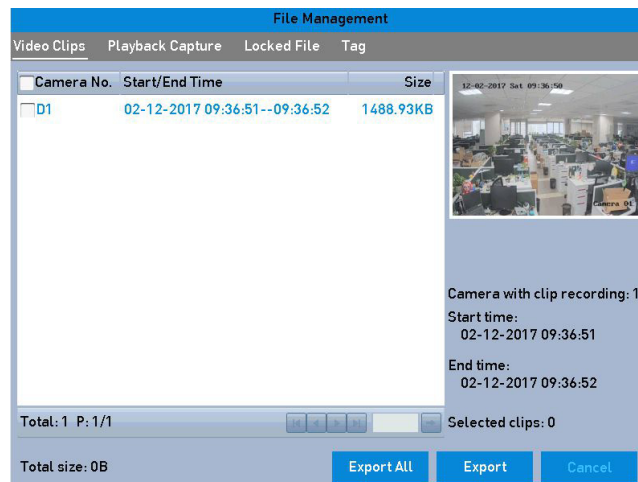 File Management
Video Clips Playback Capture Locked File Tag
Camera No. Start/End Time Size
D1 02-12-2017 09:36:51--09:36:52 1488.93KB
12-02-2017 Sat 09:36:50
Camera 01
Camera with clip recording: 1
Start time:
02-12-2017 09:36:51
End time:
02-12-2017 09:36:52
Total: 1 P: 1/1
Selected clips: 0
Total size: 0B
Export All Export Cancel